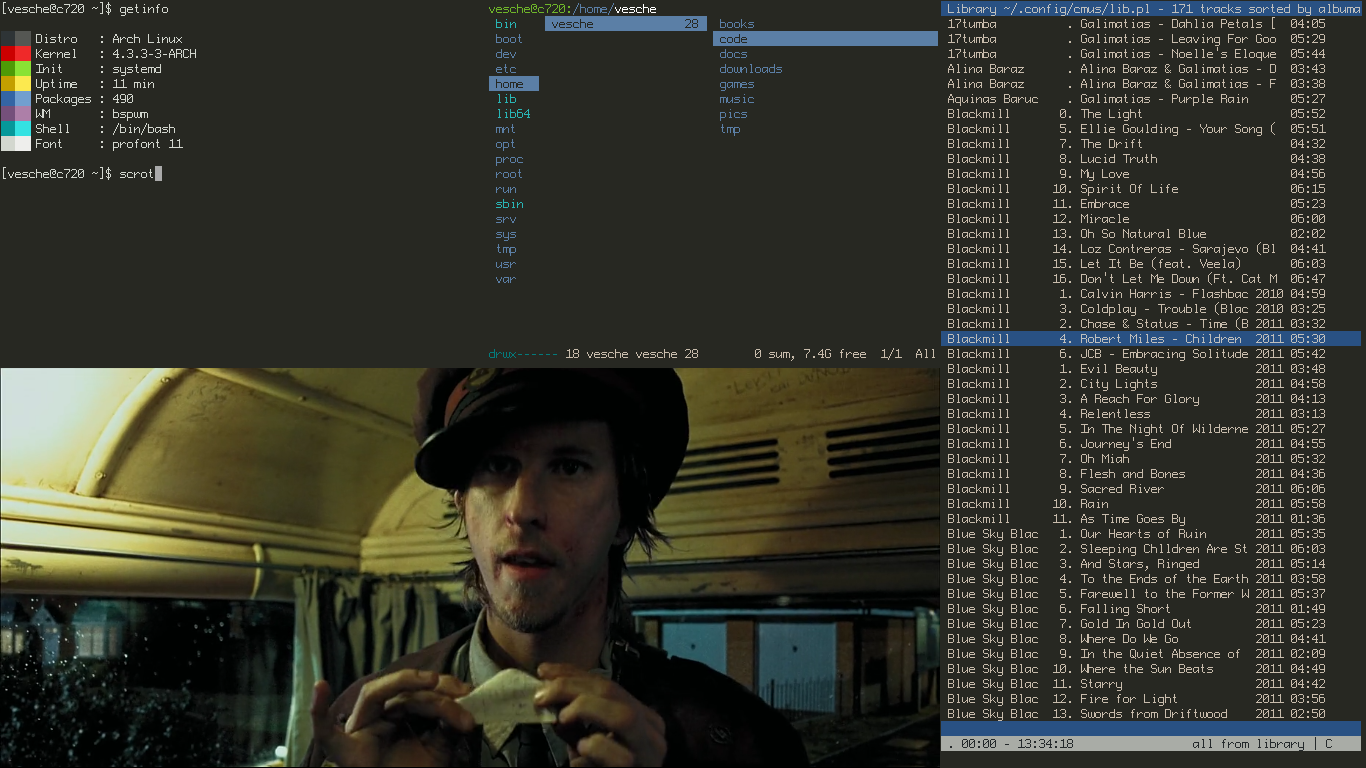 [vesche@c720 ~]$ getinfo
Distro : Arch Linux
Kernel : 4.3.3-3-ARCH
Init : systemd
Uptime : 11 min
Packages : 490
WM : bspwm
Shell : /bin/bash
Font : profont 11
[vesche@c720 ~]$ scrot
vesche@c720:/home/vesche
bin
boot
dev
etc
home
lib
lib64
mnt
opt
proc
root
run
sbin
srv
sys
tmp
usr
var
vesche 28
books
code
docs
downloads
games
music
pics
tmp
drwx------ 18 vesche vesche 28 0 sum, 7.4G free 1/1 All
Library ~/.config/cmus/lib.pl - 171 tracks sorted by albuma
17tumba . Galimatias - Dahlia Petals [ 04:05
17tumba . Galimatias - Leaving For Goo 05:29
17tumba . Galimatias - Noelle's Eloque 05:44
Alina Baraz . Alina Baraz & Galimatias - D 03:43
Alina Baraz . Alina Baraz & Galimatias - F 03:38
Aquinas Baruc . Galimatias - Purple Rain 05:27
Blackmill 0. The Light 05:52
Blackmill 5. Ellie Goulding - Your Song ( 05:51
Blackmill 7. The Drift 04:32
Blackmill 8. Lucid Truth 04:38
Blackmill 9. My Love 04:56
Blackmill 10. Spirit Of Life 06:15
Blackmill 11. Embrace 05:23
Blackmill 12. Miracle 06:00
Blackmill 13. Oh So Natural Blue 02:02
Blackmill 14. Loz Contreras - Sarajevo (Bl 04:41
Blackmill 15. Let It Be (feat. Veela) 06:03
Blackmill 16. Don't Let Me Down (Ft. Cat M 06:47
Blackmill 1. Calvin Harris - Flashbac 2010 04:59
Blackmill 3. Coldplay - Trouble (Blac 2010 03:25
Blackmill 2. Chase & Status - Time (B 2011 03:32
Blackmill 4. Robert Miles - Children 2011 05:30
Blackmill 6. JCB - Embracing Solitude 2011 05:42
Blackmill 1. Evil Beauty 2011 03:48
Blackmill 2. City Lights 2011 04:58
Blackmill 3. A Reach For Glory 2011 04:13
Blackmill 4. Relentless 2011 03:13
Blackmill 5. In The Night Of Wilderne 2011 05:27
Blackmill 6. Journey's End 2011 04:55
Blackmill 7. Oh Miah 2011 05:32
Blackmill 8. Flesh and Bones 2011 04:36
Blackmill 9. Sacred River 2011 06:06
Blackmill 10. Rain 2011 05:58
Blackmill 11. As Time Goes By 2011 01:36
Blue Sky Blac 1. Our Hearts of Ruin 2011 05:35
Blue Sky Blac 2. Sleeping Chlldren Are St 2011 06:03
Blue Sky Blac 3. And Stars, Ringed 2011 05:14
Blue Sky Blac 4. To the Ends of the Earth 2011 03:58
Blue Sky Blac 5. Farewell to the Former W 2011 05:37
Blue Sky Blac 6. Falling Short 2011 01:49
Blue Sky Blac 7. Gold In Gold Out 2011 05:23
Blue Sky Blac 8. Where Do We Go 2011 04:41
Blue Sky Blac 9. In the Quiet Absence of 2011 02:09
Blue Sky Blac 10. Where the Sun Beats 2011 04:49
Blue Sky Blac 11. Starry 2011 04:42
Blue Sky Blac 12. Fire for Light 2011 03:56
Blue Sky Blac 13. Swords from Driftwood 2011 02:50
. 00:00 - 13:34:18 all from library | C